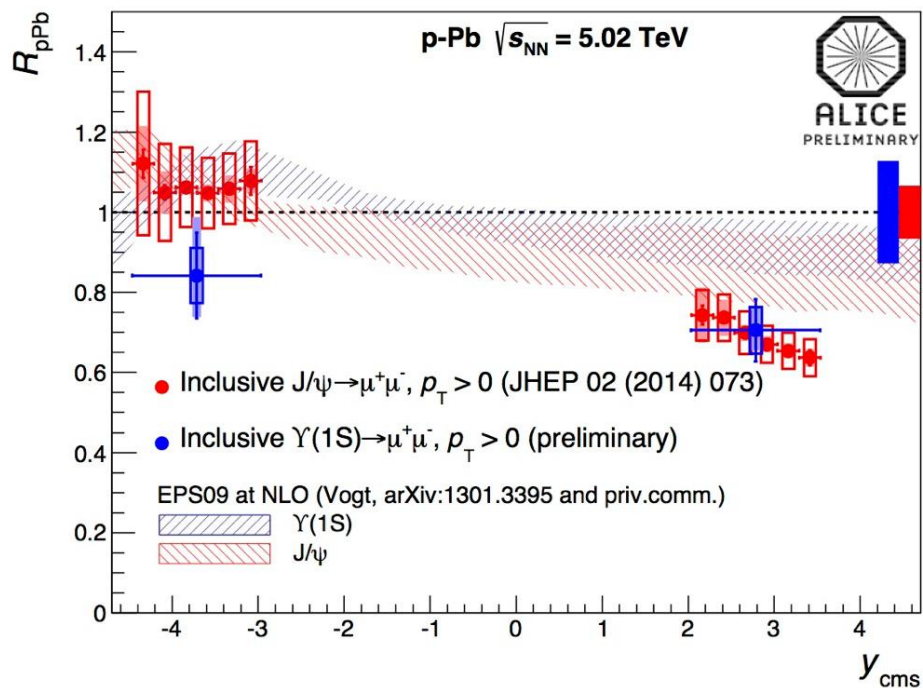 R_pPb
p-Pb √s_NN = 5.02 TeV
ALICE
PRELIMINARY
1.4
1.2
1
0.8
0.6
0.4
0.2
0
Inclusive J/ψ→μ⁺μ⁻, p_T > 0 (JHEP 02 (2014) 073)
Inclusive ϒ(1S)→μ⁺μ⁻, p_T > 0 (preliminary)
EPS09 at NLO (Vogt, arXiv:1301.3395 and priv.comm.)
ϒ(1S)
J/ψ
-4 -3 -2 -1 0 1 2 3 4
y_cms